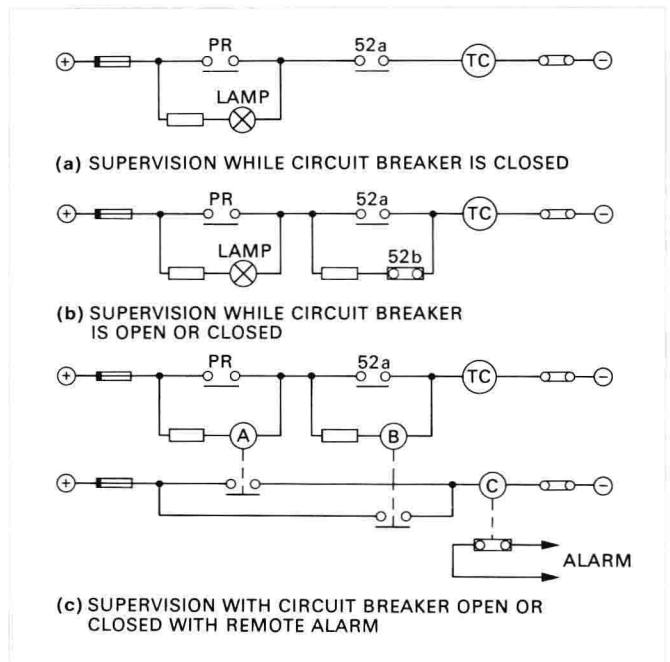 PR 52a
+ TC −
LAMP
(a) SUPERVISION WHILE CIRCUIT BREAKER IS CLOSED
PR 52a
+ TC −
LAMP 52b
(b) SUPERVISION WHILE CIRCUIT BREAKER
IS OPEN OR CLOSED
PR 52a
+ TC −
A B
+ C −
ALARM
(c) SUPERVISION WITH CIRCUIT BREAKER OPEN OR
CLOSED WITH REMOTE ALARM